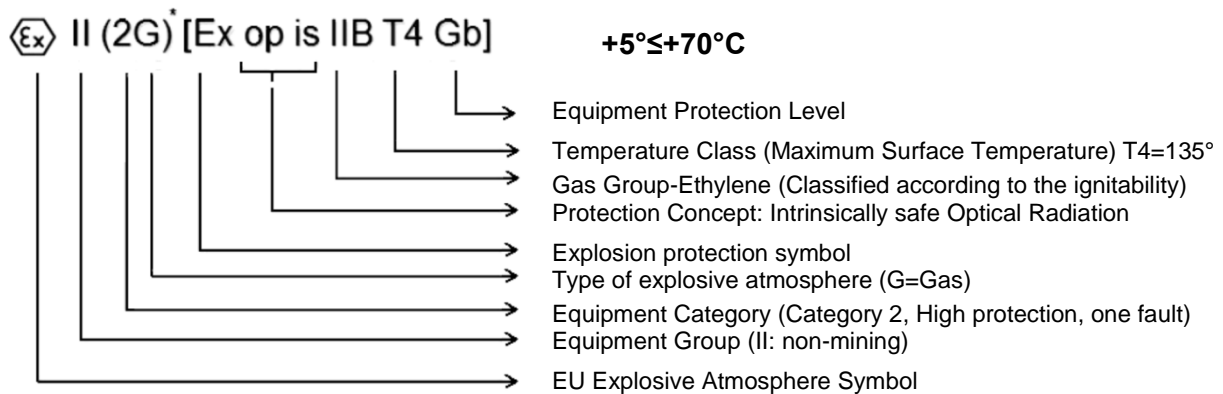 Ex II (2G)* [Ex op is IIB T4 Gb] +5°≤+70°C
Equipment Protection Level
Temperature Class (Maximum Surface Temperature) T4=135°
Gas Group-Ethylene (Classified according to the ignitability)
Protection Concept: Intrinsically safe Optical Radiation
Explosion protection symbol
Type of explosive atmosphere (G=Gas)
Equipment Category (Category 2, High protection, one fault)
Equipment Group (II: non-mining)
EU Explosive Atmosphere Symbol